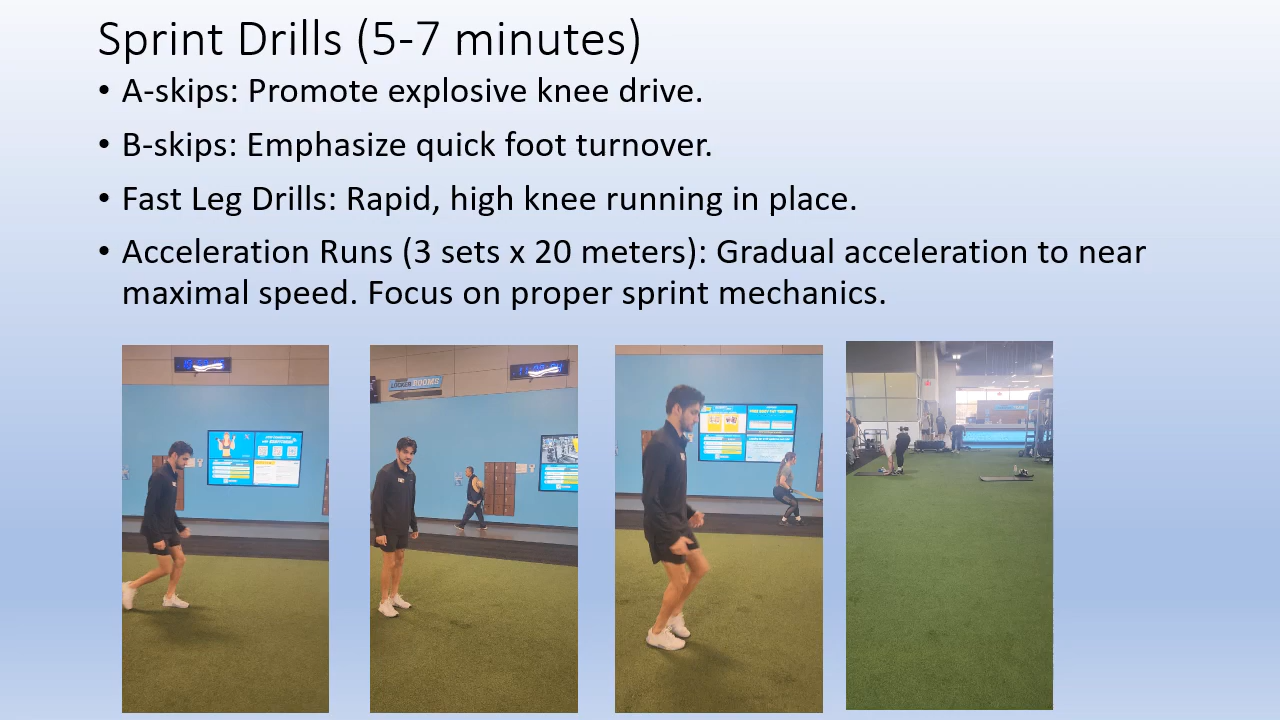 Sprint Drills (5-7 minutes)
• A-skips: Promote explosive knee drive.
• B-skips: Emphasize quick foot turnover.
• Fast Leg Drills: Rapid, high knee running in place.
• Acceleration Runs (3 sets x 20 meters): Gradual acceleration to near
maximal speed. Focus on proper sprint mechanics.
ROOMS